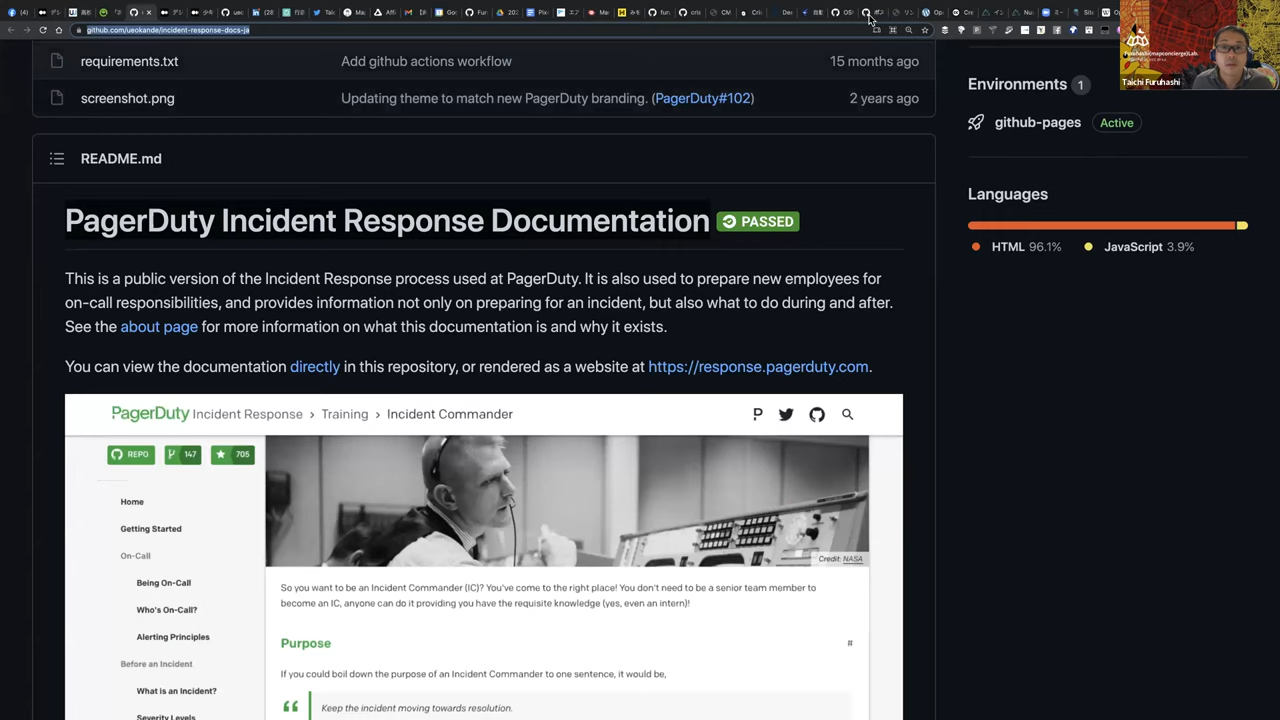 github.com/ueokande/incident-response-docs-ja
Taichi Furuhashi
requirements.txt
Add github actions workflow
15 months ago
screenshot.png
Updating theme to match new PagerDuty branding. (PagerDuty#102)
2 years ago
Environments 1
github-pages Active
Languages
HTML 96.1% JavaScript 3.9%
README.md
PagerDuty Incident Response Documentation PASSED
This is a public version of the Incident Response process used at PagerDuty. It is also used to prepare new employees for
on-call responsibilities, and provides information not only on preparing for an incident, but also what to do during and after.
See the about page for more information on what this documentation is and why it exists.
You can view the documentation directly in this repository, or rendered as a website at https://response.pagerduty.com.
PagerDuty Incident Response › Training › Incident Commander
REPO 147 705
Home
Getting Started
On-Call
Being On-Call
Who's On-Call?
Alerting Principles
Before an Incident
What is an Incident?
Severity Levels
Credit: NASA
So you want to be an Incident Commander (IC)? You've come to the right place! You don't need to be a senior team member to
become an IC, anyone can do it providing you have the requisite knowledge (yes, even an intern)!
Purpose #
If you could boil down the purpose of an Incident Commander to one sentence, it would be,
Keep the incident moving towards resolution.